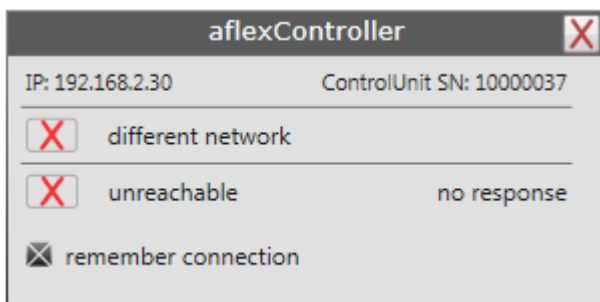 aflexController
IP: 192.168.2.30 ControlUnit SN: 10000037
different network
unreachable no response
remember connection